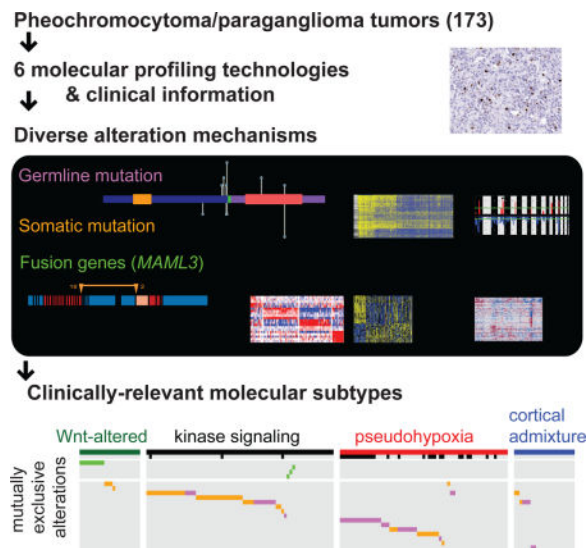 Pheochromocytoma/paraganglioma tumors (173)
6 molecular profiling technologies
& clinical information
Diverse alteration mechanisms
Germline mutation
Somatic mutation
Fusion genes (MAML3)
Clinically-relevant molecular subtypes
Wnt-altered
kinase signaling
pseudohypoxia
cortical
admixture
mutually
exclusive
alterations